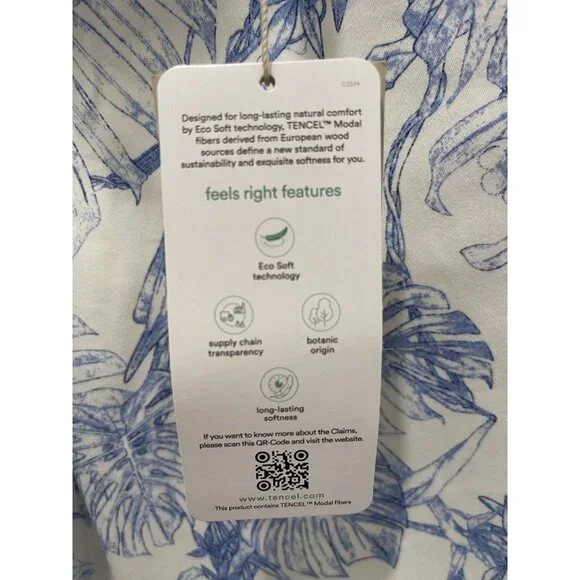 Designed for long-lasting natural comfort
by Eco Soft technology, TENCEL™ Modal
fibers derived from European wood
sources define a new standard of
sustainability and exquisite softness for you.
feels right features
Eco Soft
technology
supply chain
transparency
botanic
origin
long-lasting
softness
If you want to know more about the Claims,
please scan this QR-Code and visit the website.
www.tencel.com
This product contains TENCEL™ Modal fibers